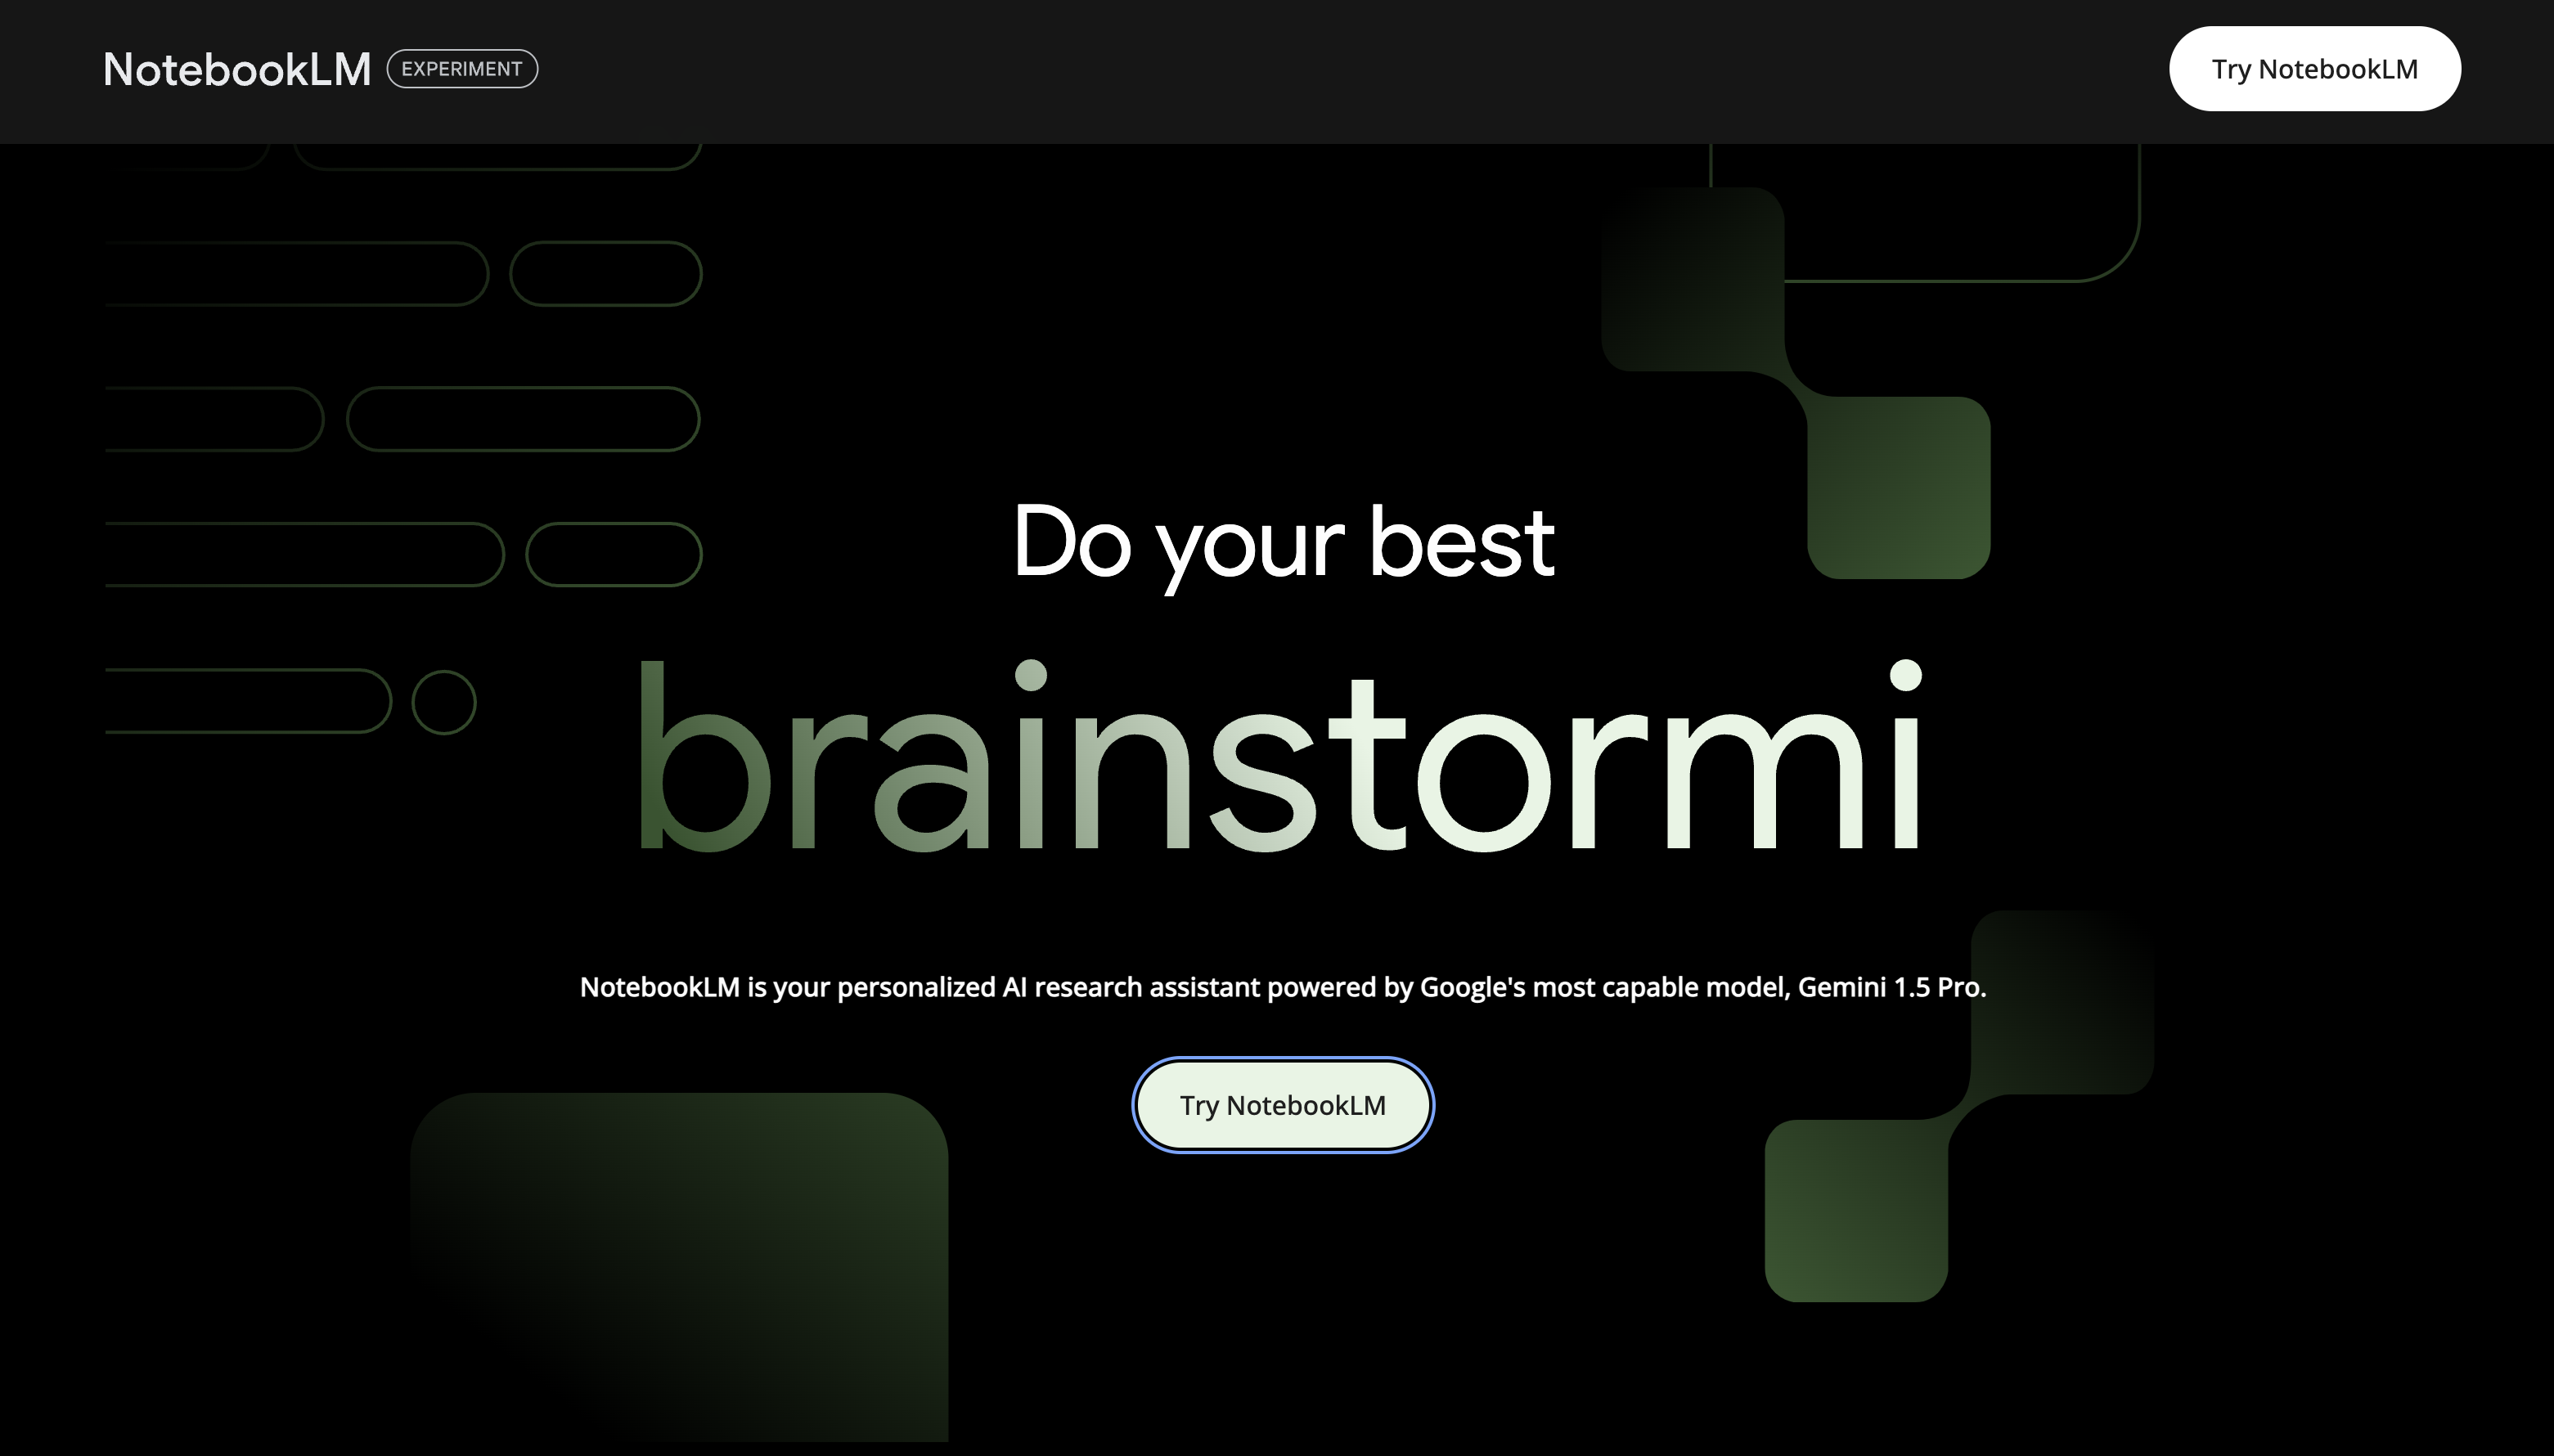 NotebookLM EXPERIMENT
Try NotebookLM
Do your best
brainstormi
NotebookLM is your personalized AI research assistant powered by Google's most capable model, Gemini 1.5 Pro.
Try NotebookLM